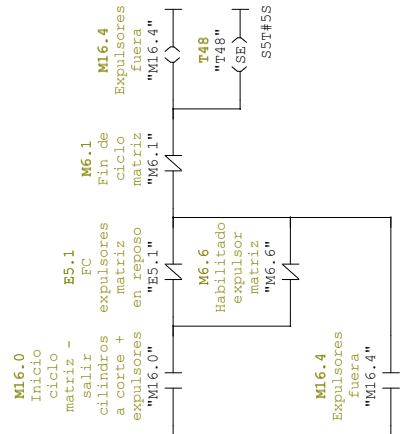 M16.0
Inicio
ciclo
matriz -
salir
cilindros
a corte +
expulsores
"M16.0"
E5.1
FC
expulsores
matriz
en reposo
"E5.1"
M6.1
Fin de
ciclo
matriz
"M6.1"
M16.4
Expulsores
fuera
"M16.4"
M6.6
Habilitado
expulsor
matriz
"M6.6"
T48
"T48"
SE
S5T#5S
M16.4
Expulsores
fuera
"M16.4"